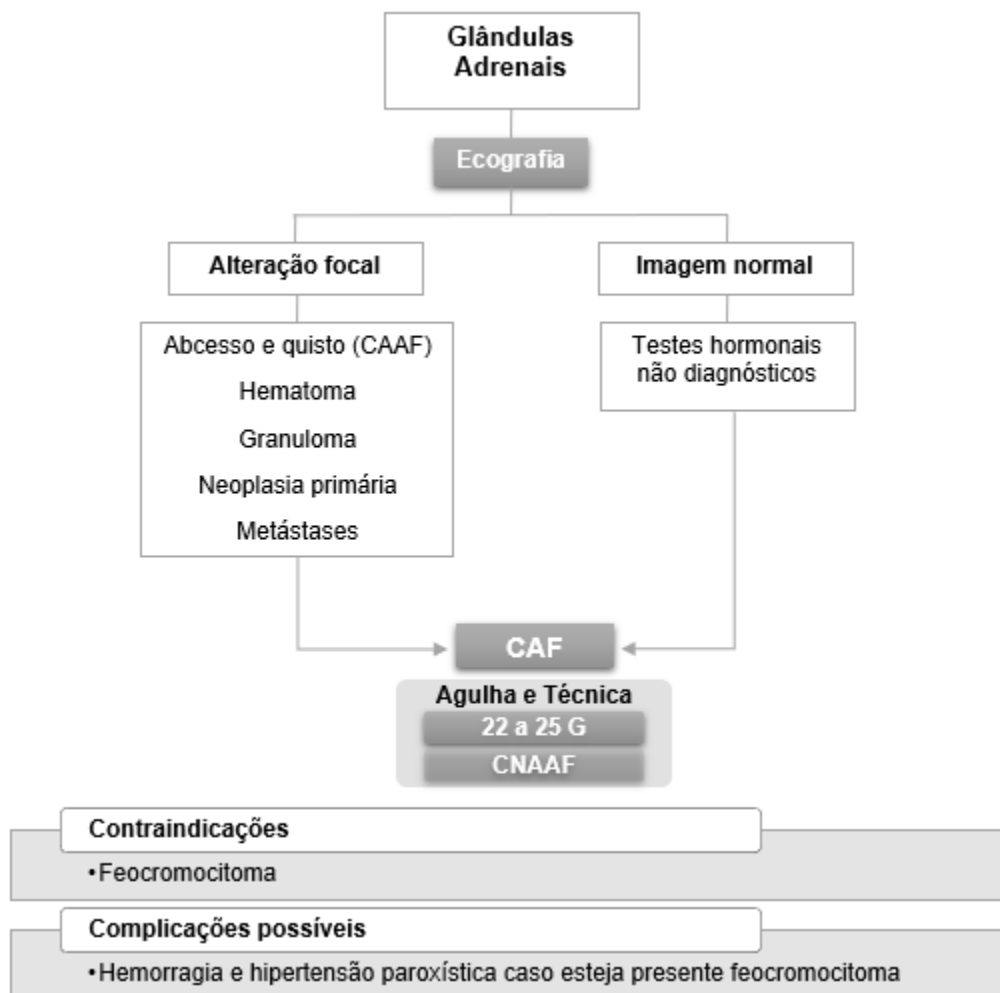 Glândulas
Adrenais
Ecografia
Alteração focal
Imagem normal
Abcesso e quisto (CAAF)
Hematoma
Granuloma
Neoplasia primária
Metástases
Testes hormonais
não diagnósticos
CAF
Agulha e Técnica
22 a 25 G
CNAAF
Contraindicações
•Feocromocitoma
Complicações possíveis
•Hemorragia e hipertensão paroxística caso esteja presente feocromocitoma